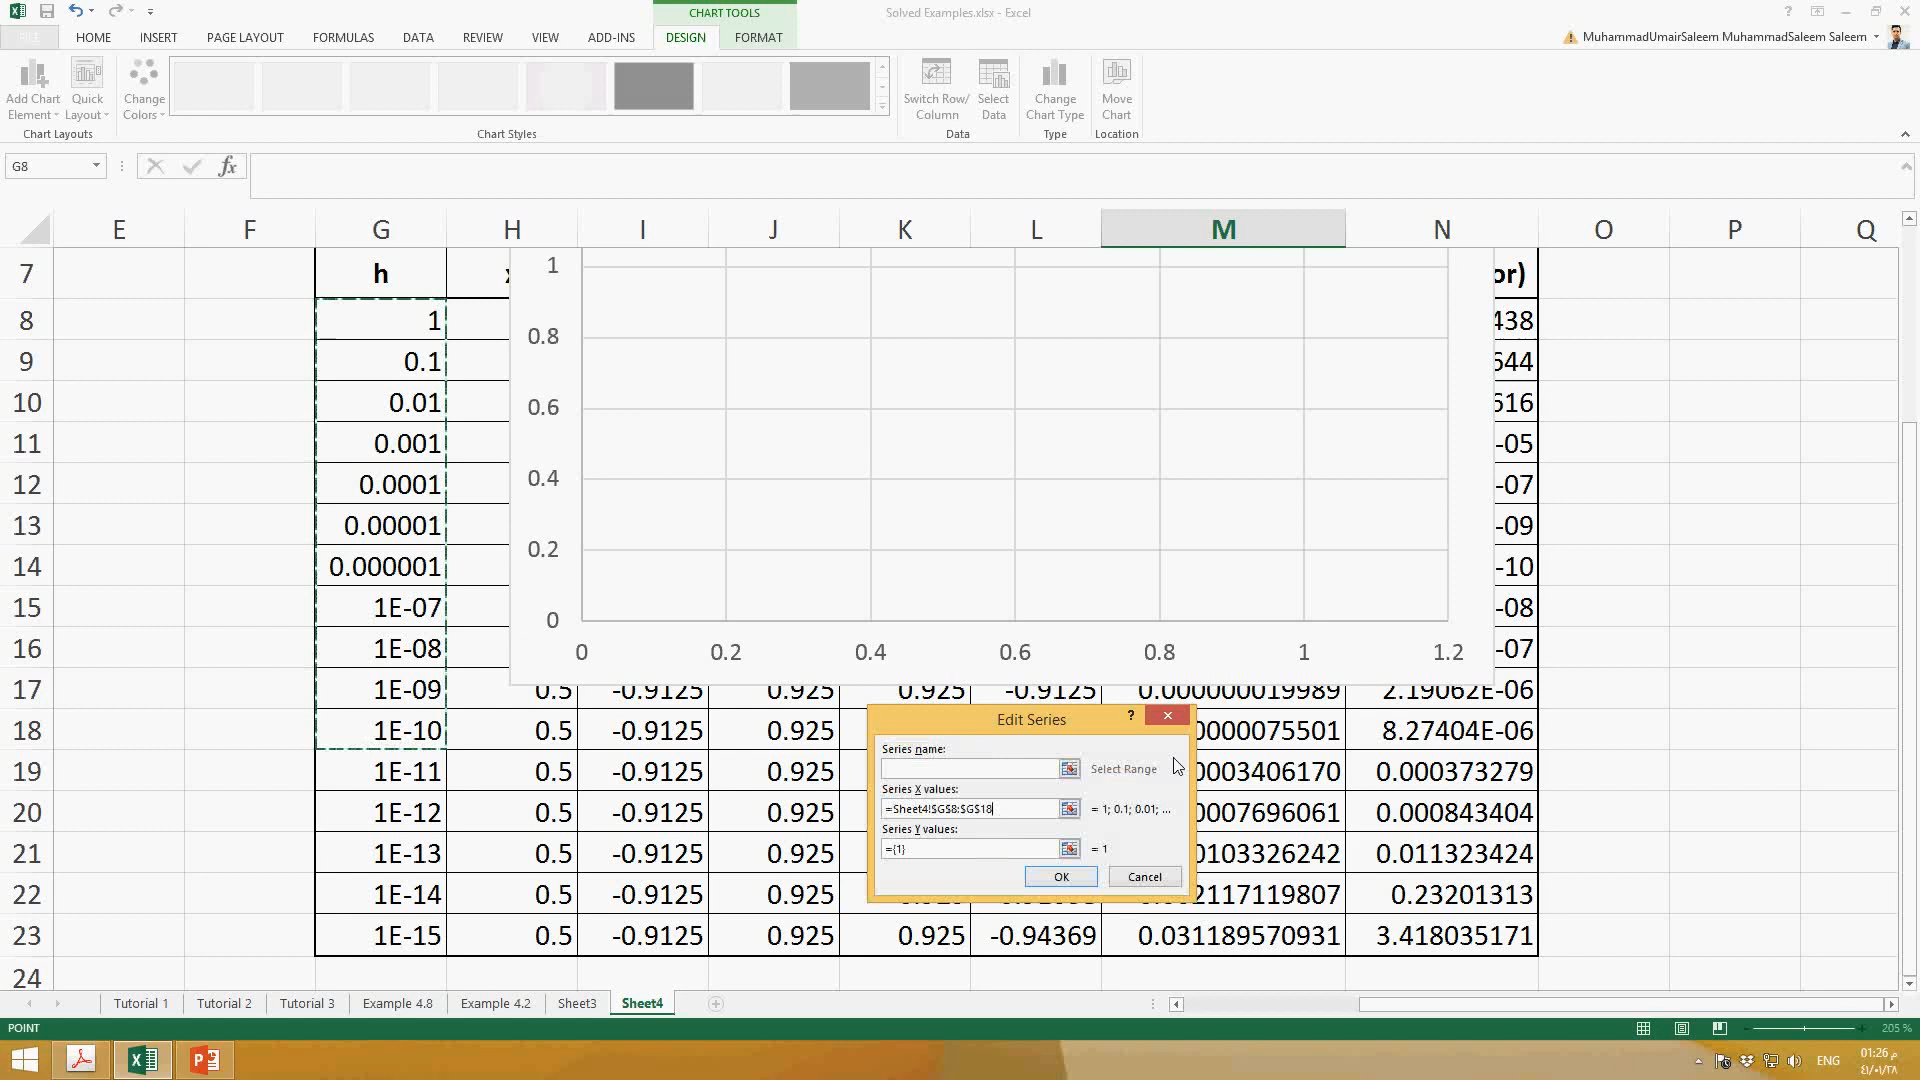 CHART TOOLS
Solved Examples.xlsx - Excel
?
FILE HOME INSERT PAGE LAYOUT FORMULAS DATA REVIEW VIEW ADD-INS DESIGN FORMAT
MuhammadUmairSaleem MuhammadSaleem Saleem
Add Chart Element
Quick Layout
Change Colors
Switch Row/ Column
Select Data
Change Chart Type
Move Chart
Chart Layouts
Chart Styles
Data
Type
Location
G8
fx
E F G H I J K L M N O P Q
7 h or)
8 1 438
9 0.1 644
10 0.01 616
11 0.001 -05
12 0.0001 -07
13 0.00001 -09
14 0.000001 -10
15 1E-07 -08
16 1E-08 -07
17 1E-09 0.5 -0.9125 0.925 0.925 -0.9125 0.000000019989 2.19062E-06
18 1E-10 0.5 -0.9125 0.925 0000075501 8.27404E-06
19 1E-11 0.5 -0.9125 0.925 0003406170 0.000373279
20 1E-12 0.5 -0.9125 0.925 0007696061 0.000843404
21 1E-13 0.5 -0.9125 0.925 0103326242 0.011323424
22 1E-14 0.5 -0.9125 0.925 2117119807 0.23201313
23 1E-15 0.5 -0.9125 0.925 0.925 -0.94369 0.031189570931 3.418035171
24
1
0.8
0.6
0.4
0.2
0
0 0.2 0.4 0.6 0.8 1 1.2
Edit Series ?
Series name:
Select Range
Series X values:
=Sheet4!$G$8:$G$18 = 1; 0.1; 0.01; ...
Series Y values:
={1} = 1
OK Cancel
Tutorial 1 Tutorial 2 Tutorial 3 Example 4.8 Example 4.2 Sheet3 Sheet4
POINT
205 %
ENG
01:26 م
٤١/٠١/٢٨